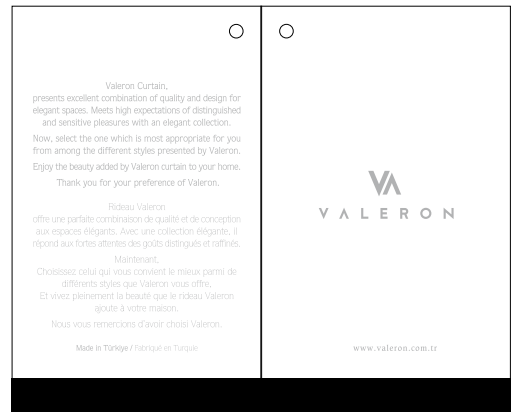 Valeron Curtain,
presents excellent combination of quality and design for
elegant spaces. Meets high expectations of distinguished
and sensitive pleasures with an elegant collection.
Now, select the one which is most appropriate for you
from among the different styles presented by Valeron.
Enjoy the beauty added by Valeron curtain to your home.
Thank you for your preference of Valeron.
Rideau Valeron
offre une parfaite combinaison de qualité et de conception
aux espaces élégants. Avec une collection élégante, il
répond aux fortes attentes des goûts distingués et raffinés.
Maintenant,
Choisissez celui qui vous convient le mieux parmi de
différents styles que Valeron vous offre,
Et vivez pleinement la beauté que le rideau Valeron
ajoute à votre maison.
Nous vous remercions d'avoir choisi Valeron.
Made in Türkiye / Fabriqué en Turquie
VA
VALERON
www.valeron.com.tr